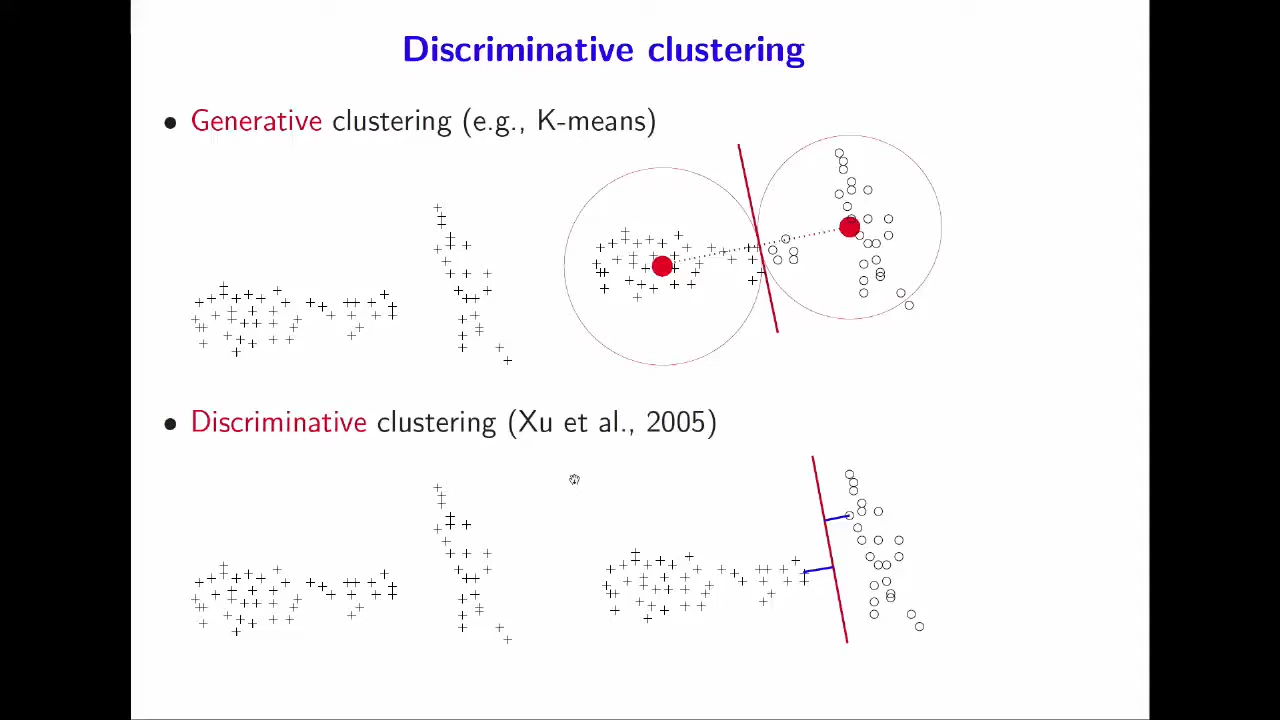 Discriminative clustering
• Generative clustering (e.g., K-means)
• Discriminative clustering (Xu et al., 2005)